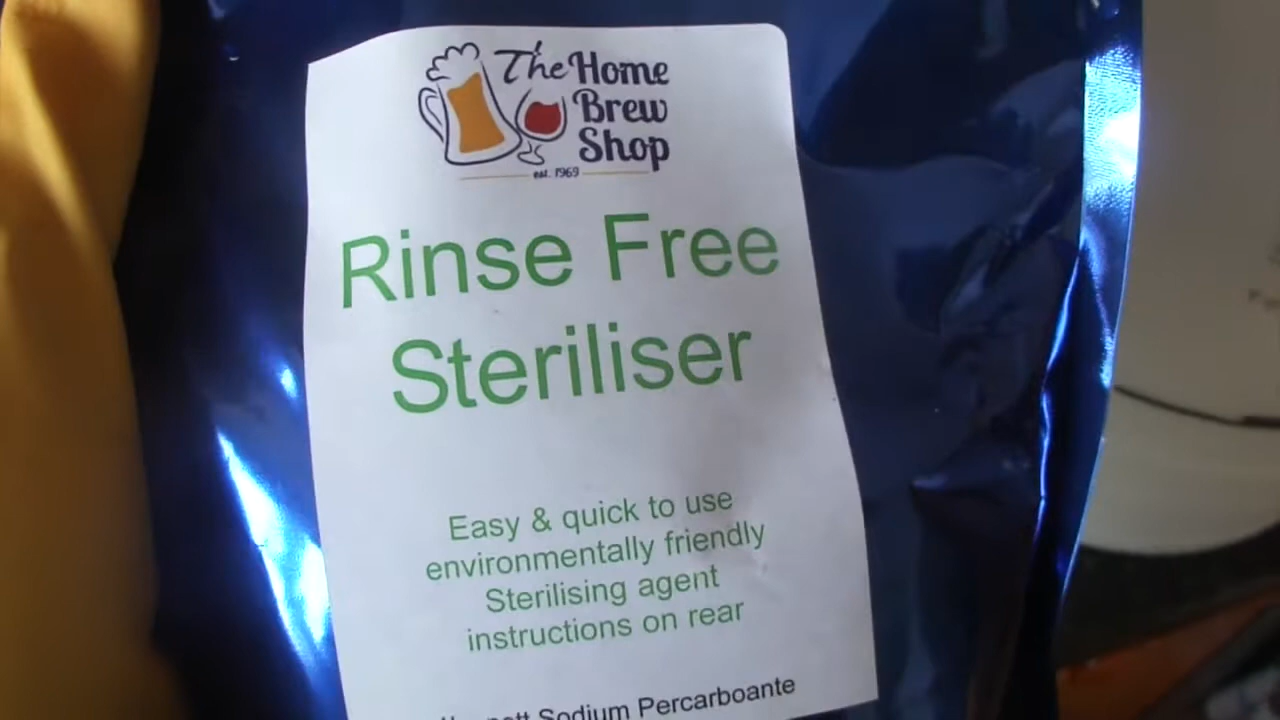 The Home
Brew
Shop
est. 1969
Rinse Free
Steriliser
Easy & quick to use
environmentally friendly
Sterilising agent
instructions on rear
Sodium Percarboante